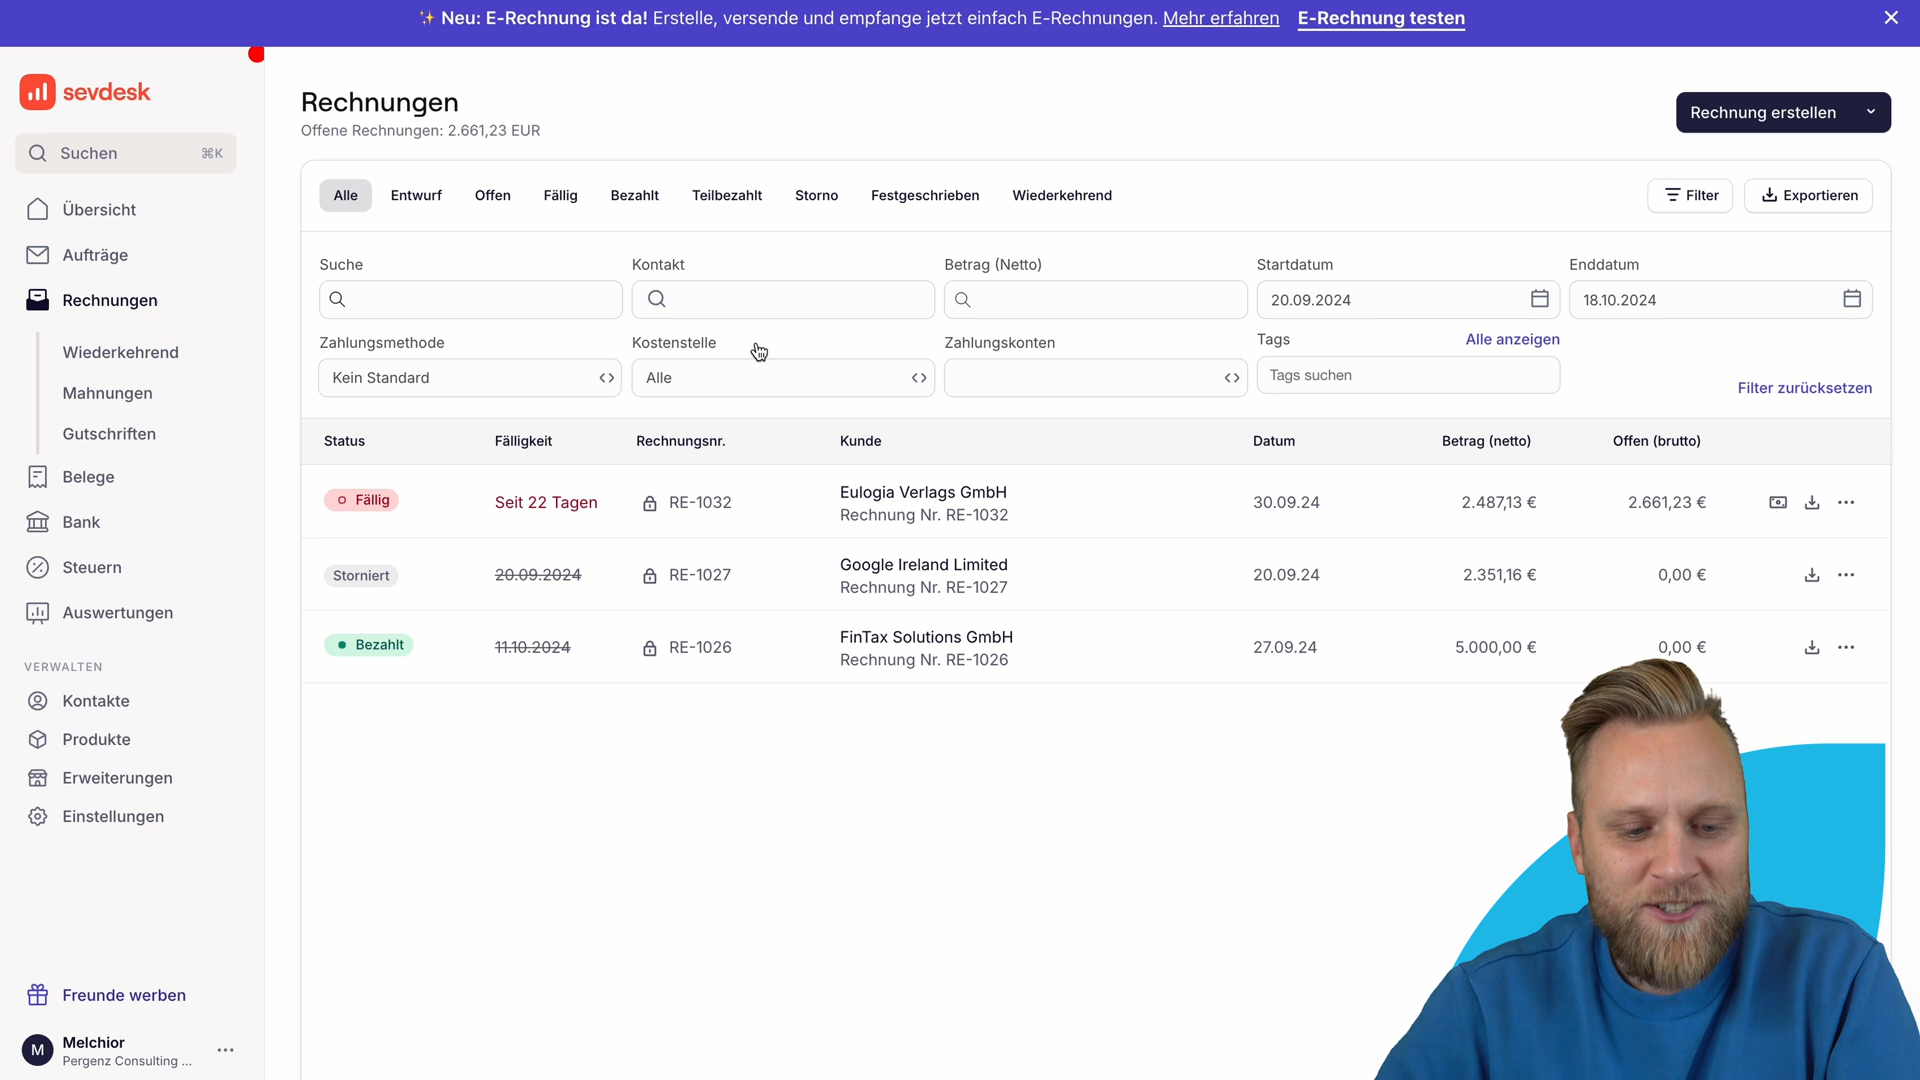 ✨ Neu: E-Rechnung ist da! Erstelle, versende und empfange jetzt einfach E-Rechnungen. Mehr erfahren E-Rechnung testen
sevdesk
Suchen ⌘K
Übersicht
Aufträge
Rechnungen
Wiederkehrend
Mahnungen
Gutschriften
Belege
Bank
Steuern
Auswertungen
VERWALTEN
Kontakte
Produkte
Erweiterungen
Einstellungen
Freunde werben
M Melchior
Pergenz Consulting ...
Rechnungen
Offene Rechnungen: 2.661,23 EUR
Rechnung erstellen
Alle Entwurf Offen Fällig Bezahlt Teilbezahlt Storno Festgeschrieben Wiederkehrend Filter Exportieren
Suche Kontakt Betrag (Netto) Startdatum Enddatum
20.09.2024 18.10.2024
Zahlungsmethode Kostenstelle Zahlungskonten Tags Alle anzeigen
Kein Standard Alle Tags suchen
Filter zurücksetzen
Status Fälligkeit Rechnungsnr. Kunde Datum Betrag (netto) Offen (brutto)
Fällig Seit 22 Tagen RE-1032 Eulogia Verlags GmbH 30.09.24 2.487,13 € 2.661,23 €
Rechnung Nr. RE-1032
Storniert 20.09.2024 RE-1027 Google Ireland Limited 20.09.24 2.351,16 € 0,00 €
Rechnung Nr. RE-1027
Bezahlt 11.10.2024 RE-1026 FinTax Solutions GmbH 27.09.24 5.000,00 € 0,00 €
Rechnung Nr. RE-1026